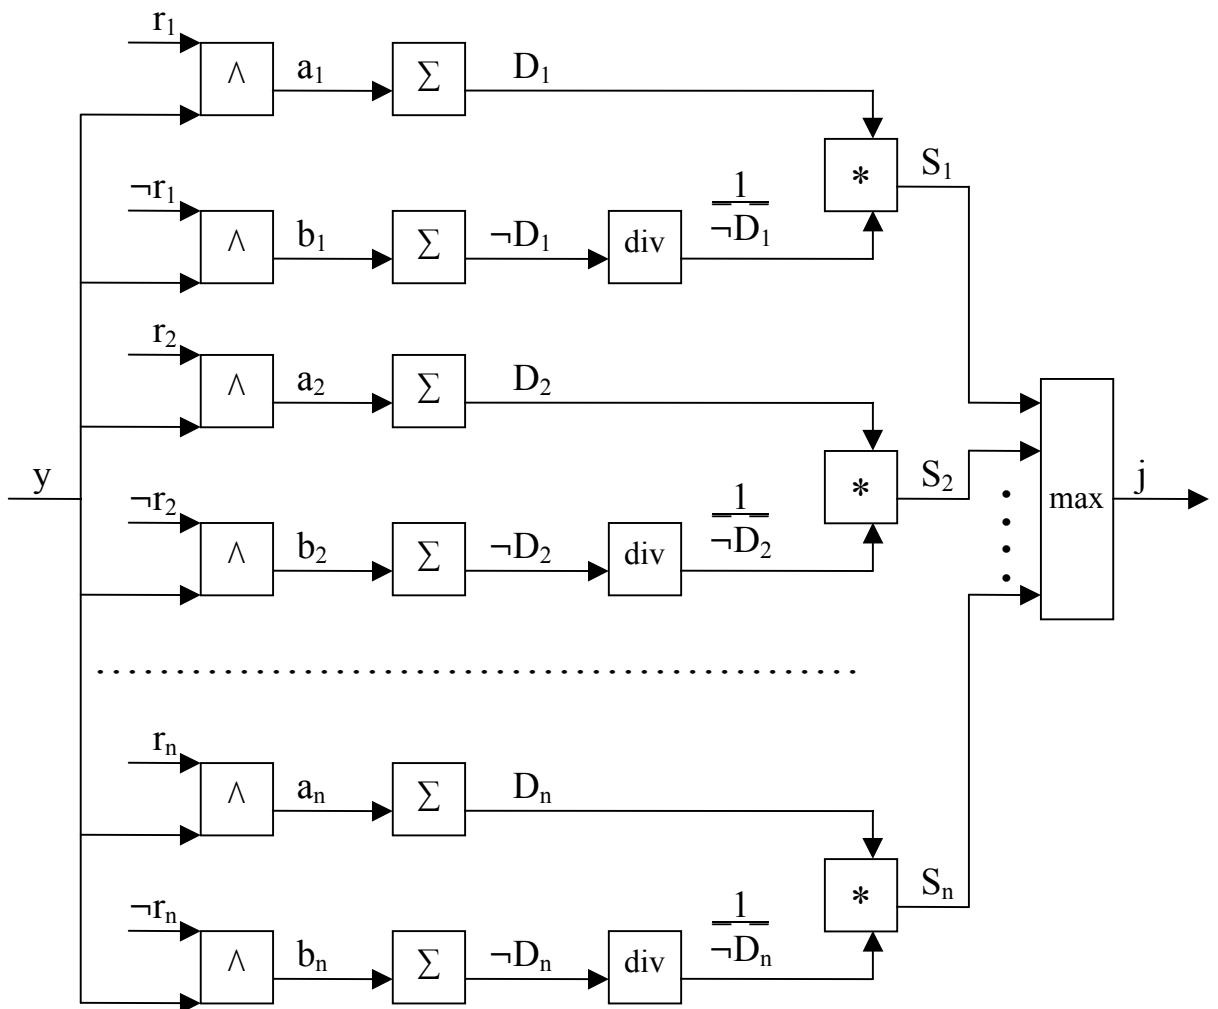 r₁
∧ a₁ ∑ D₁
* S₁
¬r₁
∧ b₁ ∑ ¬D₁ div 1/¬D₁
r₂
∧ a₂ ∑ D₂
y
* S₂
max j
¬r₂
∧ b₂ ∑ ¬D₂ div 1/¬D₂
rₙ
∧ aₙ ∑ Dₙ
* Sₙ
¬rₙ
∧ bₙ ∑ ¬Dₙ div 1/¬Dₙ